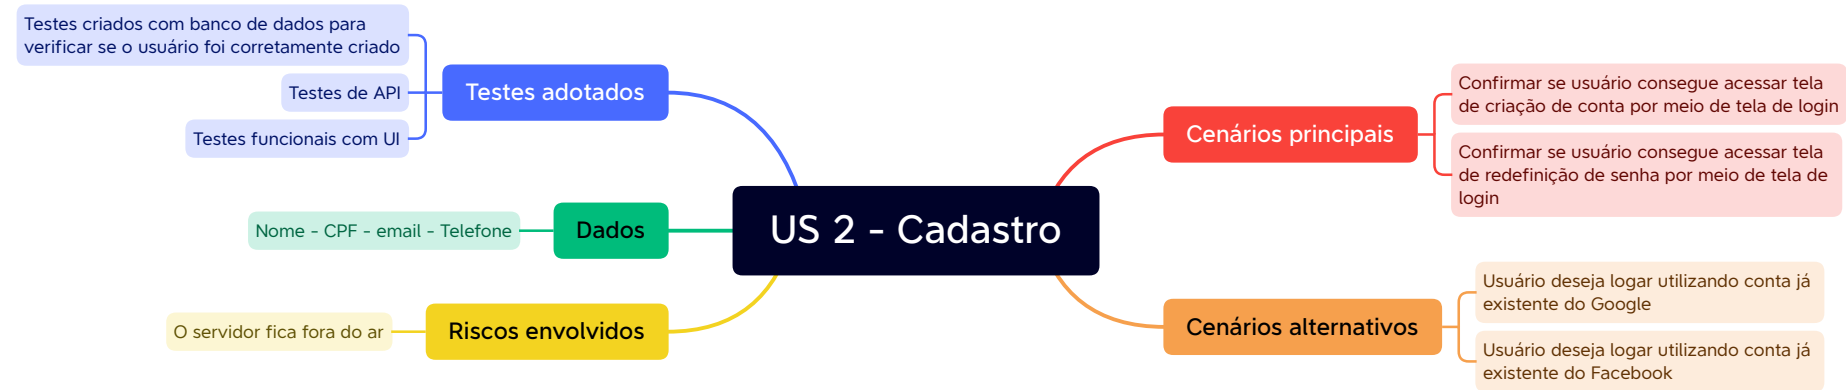 Testes criados com banco de dados para
verificar se o usuário foi corretamente criado
Testes de API
Testes funcionais com UI
Testes adotados
Nome - CPF - email - Telefone
Dados
O servidor fica fora do ar
Riscos envolvidos
US 2 - Cadastro
Cenários principais
Confirmar se usuário consegue acessar tela
de criação de conta por meio de tela de login
Confirmar se usuário consegue acessar tela
de redefinição de senha por meio de tela de
login
Cenários alternativos
Usuário deseja logar utilizando conta já
existente do Google
Usuário deseja logar utilizando conta já
existente do Facebook